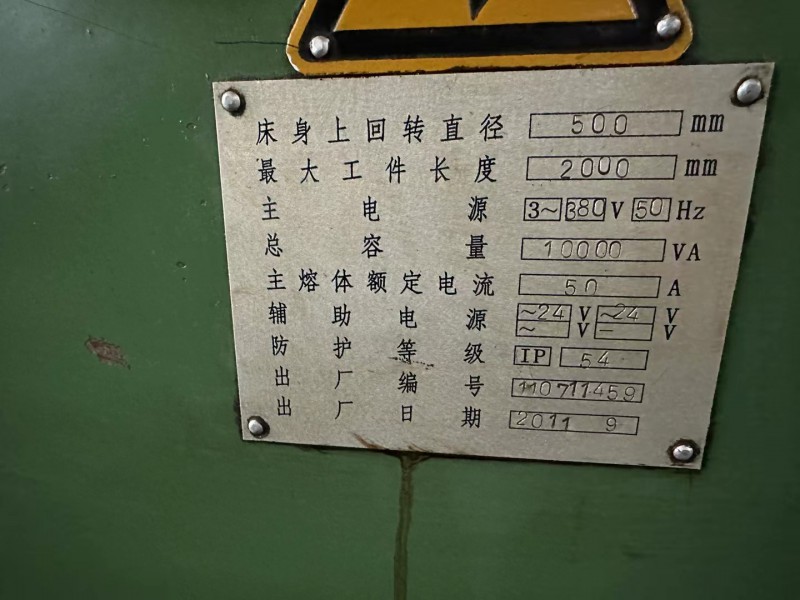 床身上回转直径 500 mm
最大工件长度 2000 mm
主电源 3~ 380 V 50 Hz
总容量 10000 VA
主熔体额定电流 50 A
辅助电源 ~24 V ~24 V
~ V — V
防护等级 IP 54
出厂编号 110711459
出厂日期 2011 9